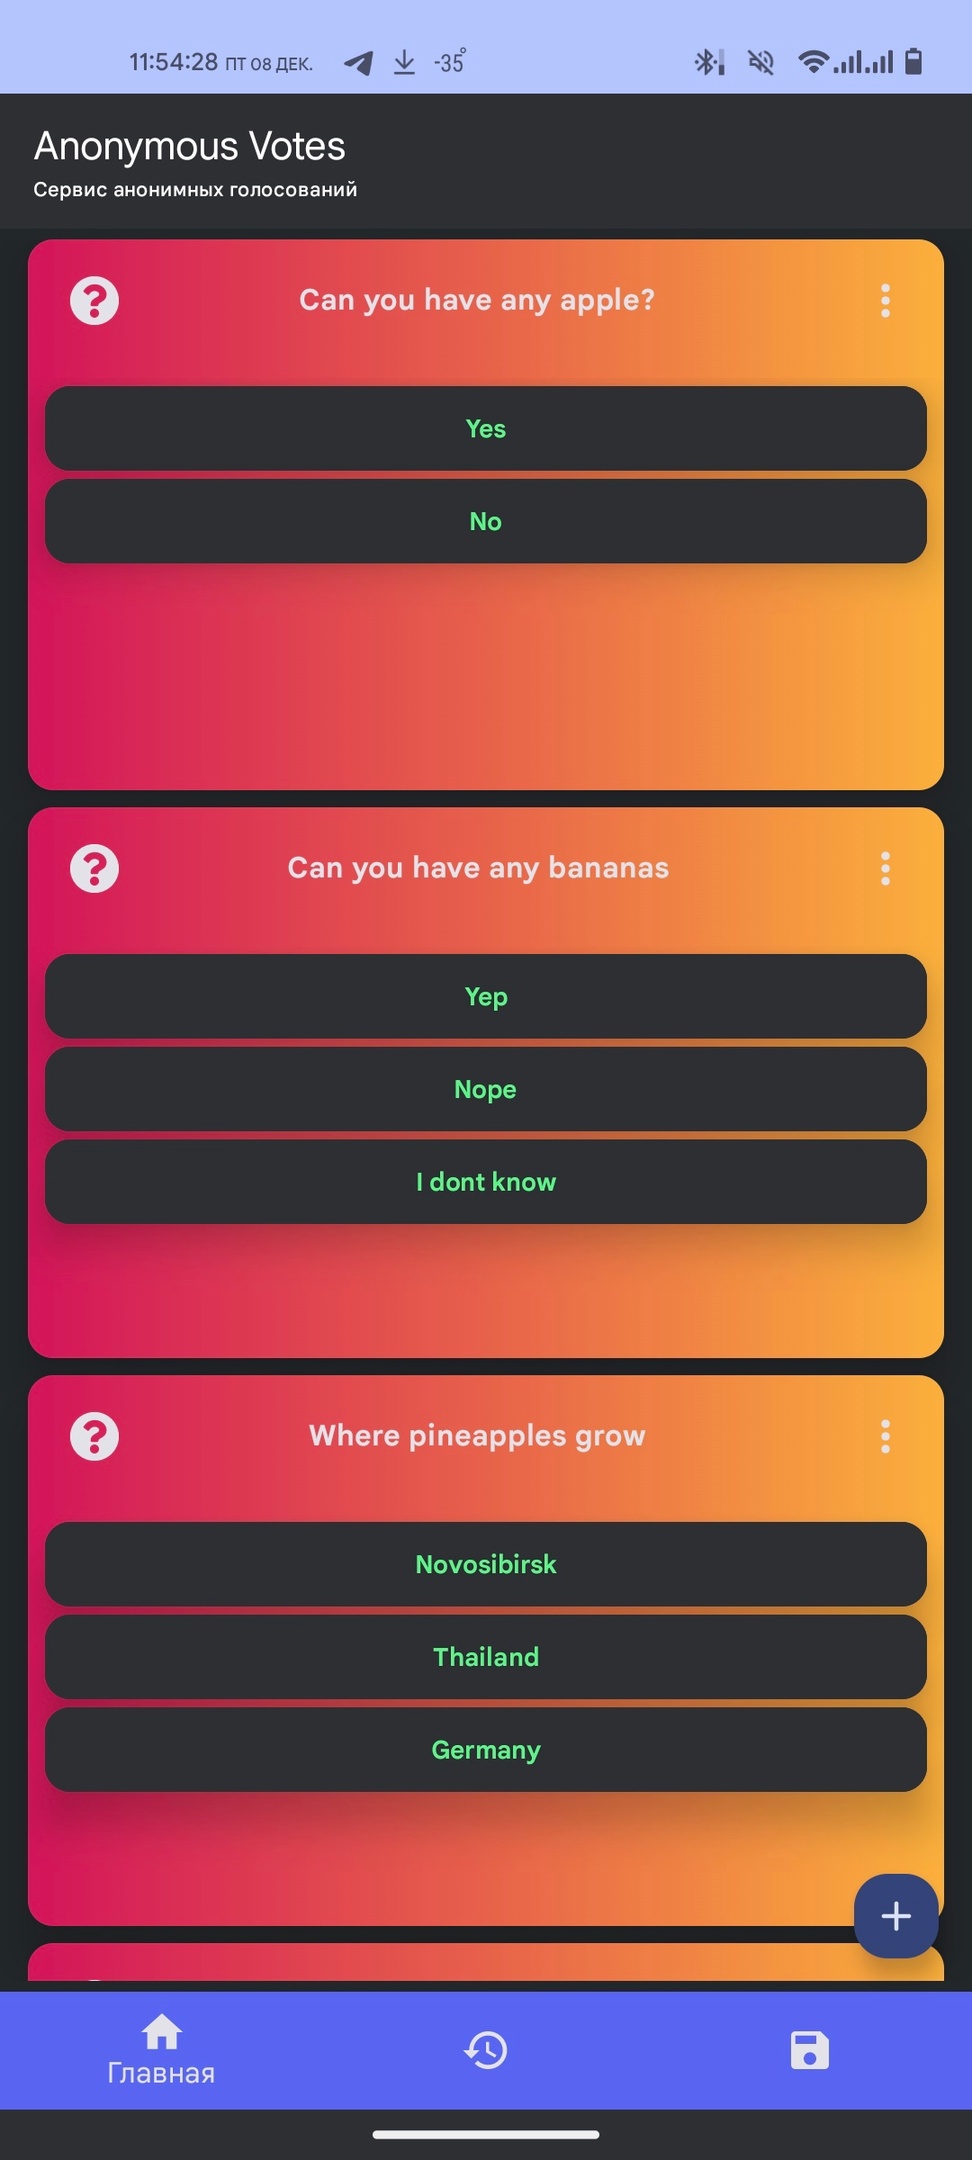 11:54:28 ПТ 08 ДЕК. -35°
Anonymous Votes
Сервис анонимных голосований
Can you have any apple?
Yes
No
Can you have any bananas
Yep
Nope
I dont know
Where pineapples grow
Novosibirsk
Thailand
Germany
Главная